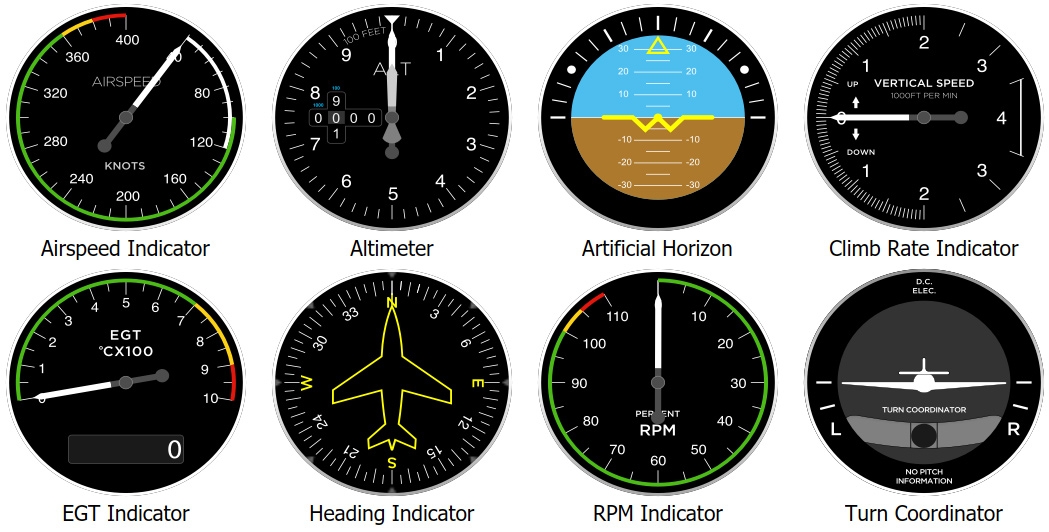 400
360
AIRSPEED
320
80
280
120
KNOTS
240
160
200
Airspeed Indicator
100 FEET
9
1
ALT
8
1000
100
9
2
0 0 0 0
1
7
3
6
4
5
Altimeter
30 30
20 20
10 10
-10 -10
-20 -20
-30 -30
Artificial Horizon
2
1
3
UP
VERTICAL SPEED
1000FT PER MIN
0
4
DOWN
1
3
2
Climb Rate Indicator
5
4
6
3
7
EGT
°CX100
2
8
1
9
0
10
0
EGT Indicator
N
33
3
30
6
W
E
24
12
21
15
S
Heading Indicator
110
10
100
20
90
30
PERCENT
RPM
80
40
70
50
60
RPM Indicator
D.C.
ELEC.
TURN COORDINATOR
L
R
NO PITCH
INFORMATION
Turn Coordinator